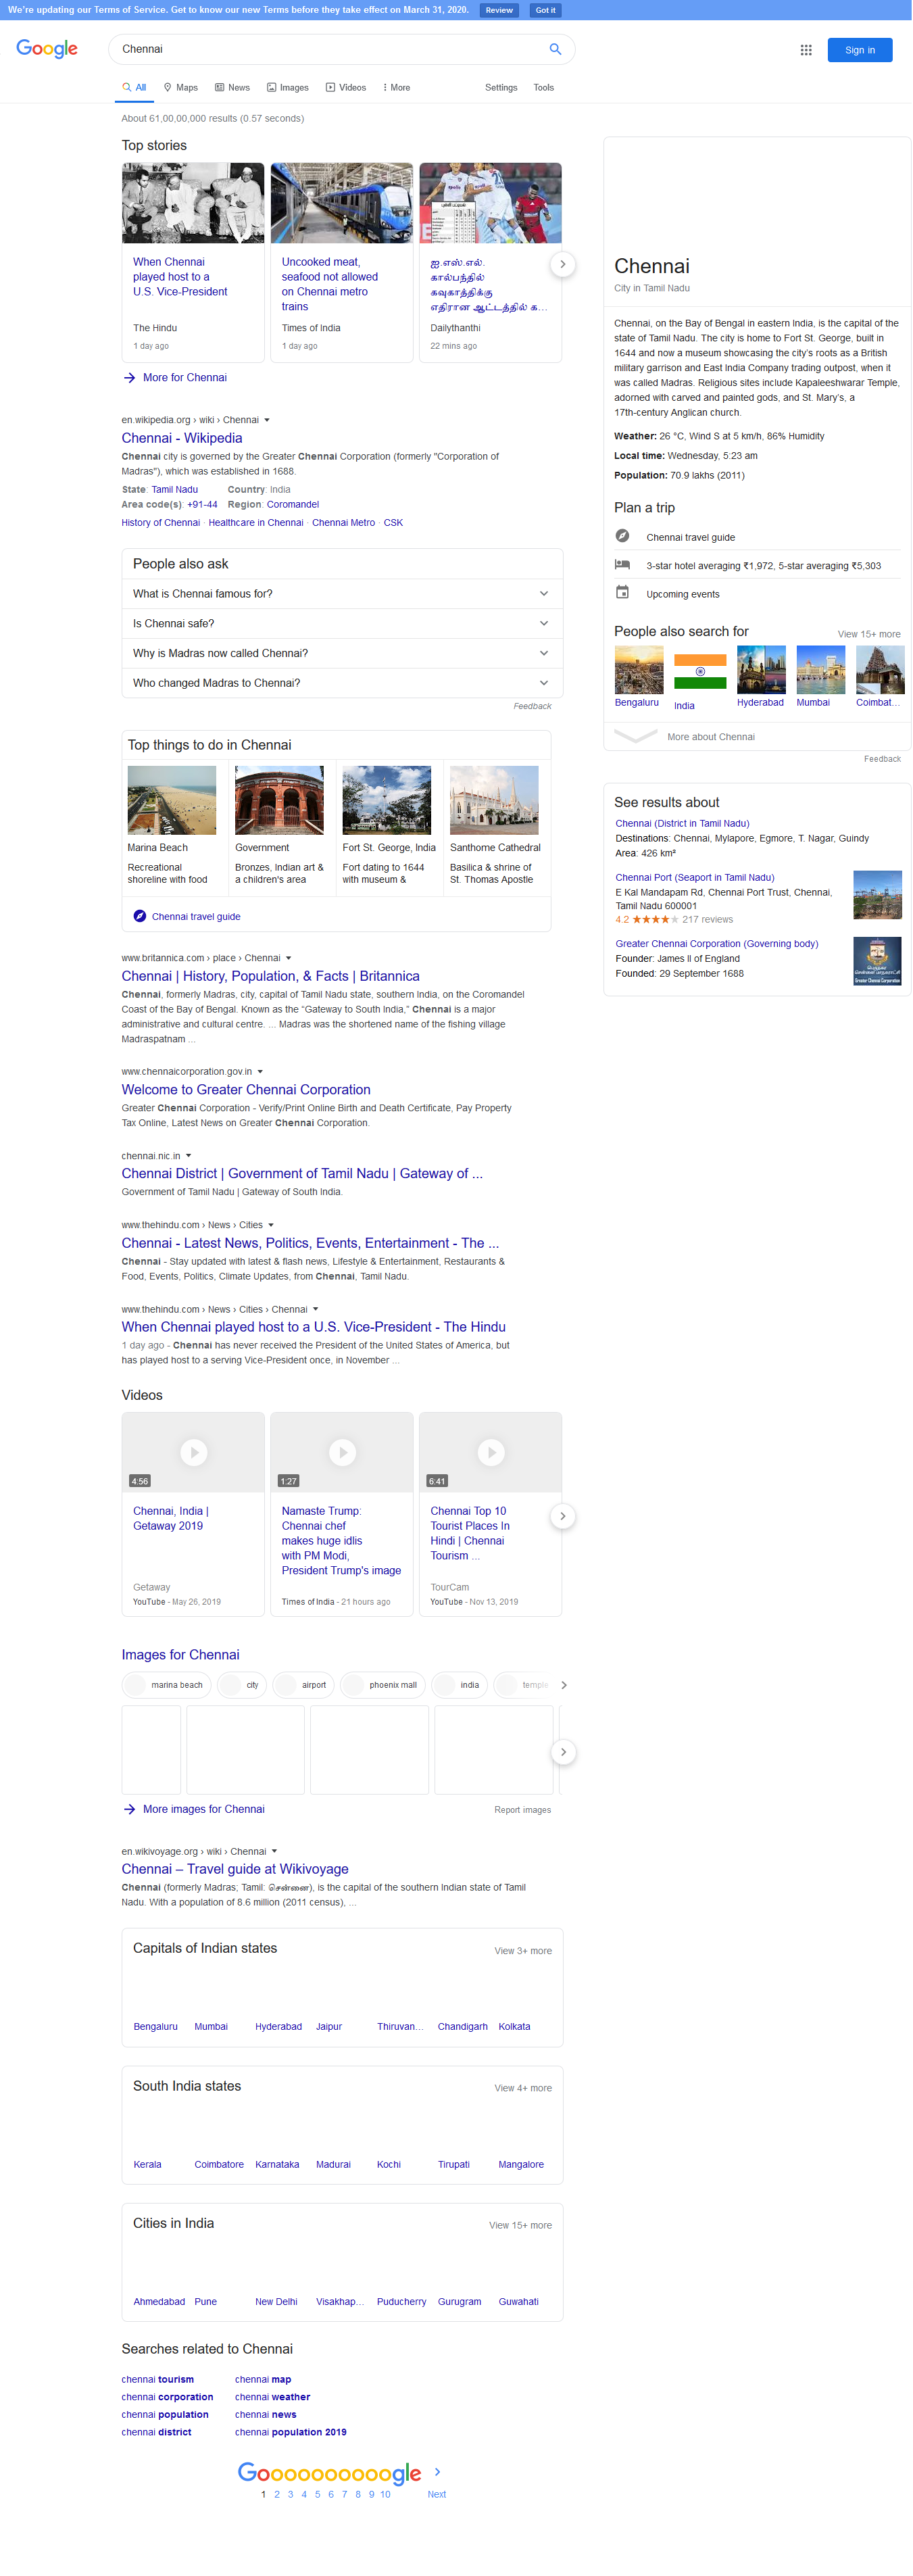 We're updating our Terms of Service. Get to know our new Terms before they take effect on March 31, 2020. Review Got it
Google
Chennai
Sign in
All Maps News Images Videos More Settings Tools
About 61,00,00,000 results (0.57 seconds)
Top stories
When Chennai
played host to a
U.S. Vice-President
The Hindu
1 day ago
Uncooked meat,
seafood not allowed
on Chennai metro
trains
Times of India
1 day ago
ஐ.எஸ்.எல்.
கால்பந்தில்
கவுகாத்திக்கு
எதிரான ஆட்டத்தில் க...
Dailythanthi
22 mins ago
More for Chennai
en.wikipedia.org › wiki › Chennai
Chennai - Wikipedia
Chennai city is governed by the Greater Chennai Corporation (formerly "Corporation of
Madras"), which was established in 1688.
State: Tamil Nadu Country: India
Area code(s): +91-44 Region: Coromandel
History of Chennai · Healthcare in Chennai · Chennai Metro · CSK
People also ask
What is Chennai famous for?
Is Chennai safe?
Why is Madras now called Chennai?
Who changed Madras to Chennai?
Feedback
Top things to do in Chennai
Marina Beach
Recreational
shoreline with food
Government
Bronzes, Indian art &
a children's area
Fort St. George, India
Fort dating to 1644
with museum &
Santhome Cathedral
Basilica & shrine of
St. Thomas Apostle
Chennai travel guide
www.britannica.com › place › Chennai
Chennai | History, Population, & Facts | Britannica
Chennai, formerly Madras, city, capital of Tamil Nadu state, southern India, on the Coromandel
Coast of the Bay of Bengal. Known as the “Gateway to South India,” Chennai is a major
administrative and cultural centre. ... Madras was the shortened name of the fishing village
Madraspatnam ...
www.chennaicorporation.gov.in
Welcome to Greater Chennai Corporation
Greater Chennai Corporation - Verify/Print Online Birth and Death Certificate, Pay Property
Tax Online, Latest News on Greater Chennai Corporation.
chennai.nic.in
Chennai District | Government of Tamil Nadu | Gateway of ...
Government of Tamil Nadu | Gateway of South India.
www.thehindu.com › News › Cities
Chennai - Latest News, Politics, Events, Entertainment - The ...
Chennai - Stay updated with latest & flash news, Lifestyle & Entertainment, Restaurants &
Food, Events, Politics, Climate Updates, from Chennai, Tamil Nadu.
www.thehindu.com › News › Cities › Chennai
When Chennai played host to a U.S. Vice-President - The Hindu
1 day ago - Chennai has never received the President of the United States of America, but
has played host to a serving Vice-President once, in November ...
Videos
4:56
Chennai, India |
Getaway 2019
Getaway
YouTube - May 26, 2019
1:27
Namaste Trump:
Chennai chef
makes huge idlis
with PM Modi,
President Trump's image
Times of India - 21 hours ago
6:41
Chennai Top 10
Tourist Places In
Hindi | Chennai
Tourism ...
TourCam
YouTube - Nov 13, 2019
Images for Chennai
marina beach city airport phoenix mall india temple
More images for Chennai
Report images
en.wikivoyage.org › wiki › Chennai
Chennai – Travel guide at Wikivoyage
Chennai (formerly Madras; Tamil: சென்னை), is the capital of the southern Indian state of Tamil
Nadu. With a population of 8.6 million (2011 census), ...
Capitals of Indian states View 3+ more
Bengaluru Mumbai Hyderabad Jaipur Thiruvan... Chandigarh Kolkata
South India states View 4+ more
Kerala Coimbatore Karnataka Madurai Kochi Tirupati Mangalore
Cities in India View 15+ more
Ahmedabad Pune New Delhi Visakhap... Puducherry Gurugram Guwahati
Searches related to Chennai
chennai tourism chennai map
chennai corporation chennai weather
chennai population chennai news
chennai district chennai population 2019
Goooooooooogle
1 2 3 4 5 6 7 8 9 10 Next
Chennai
City in Tamil Nadu
Chennai, on the Bay of Bengal in eastern India, is the capital of the
state of Tamil Nadu. The city is home to Fort St. George, built in
1644 and now a museum showcasing the city's roots as a British
military garrison and East India Company trading outpost, when it
was called Madras. Religious sites include Kapaleeshwarar Temple,
adorned with carved and painted gods, and St. Mary's, a
17th-century Anglican church.
Weather: 26 °C, Wind S at 5 km/h, 86% Humidity
Local time: Wednesday, 5:23 am
Population: 70.9 lakhs (2011)
Plan a trip
Chennai travel guide
3-star hotel averaging ₹1,972, 5-star averaging ₹5,303
Upcoming events
People also search for View 15+ more
Bengaluru India Hyderabad Mumbai Coimbat...
More about Chennai
Feedback
See results about
Chennai (District in Tamil Nadu)
Destinations: Chennai, Mylapore, Egmore, T. Nagar, Guindy
Area: 426 km²
Chennai Port (Seaport in Tamil Nadu)
E Kal Mandapam Rd, Chennai Port Trust, Chennai,
Tamil Nadu 600001
4.2 217 reviews
Greater Chennai Corporation (Governing body)
Founder: James II of England
Founded: 29 September 1688
Greater Chennai Corporation